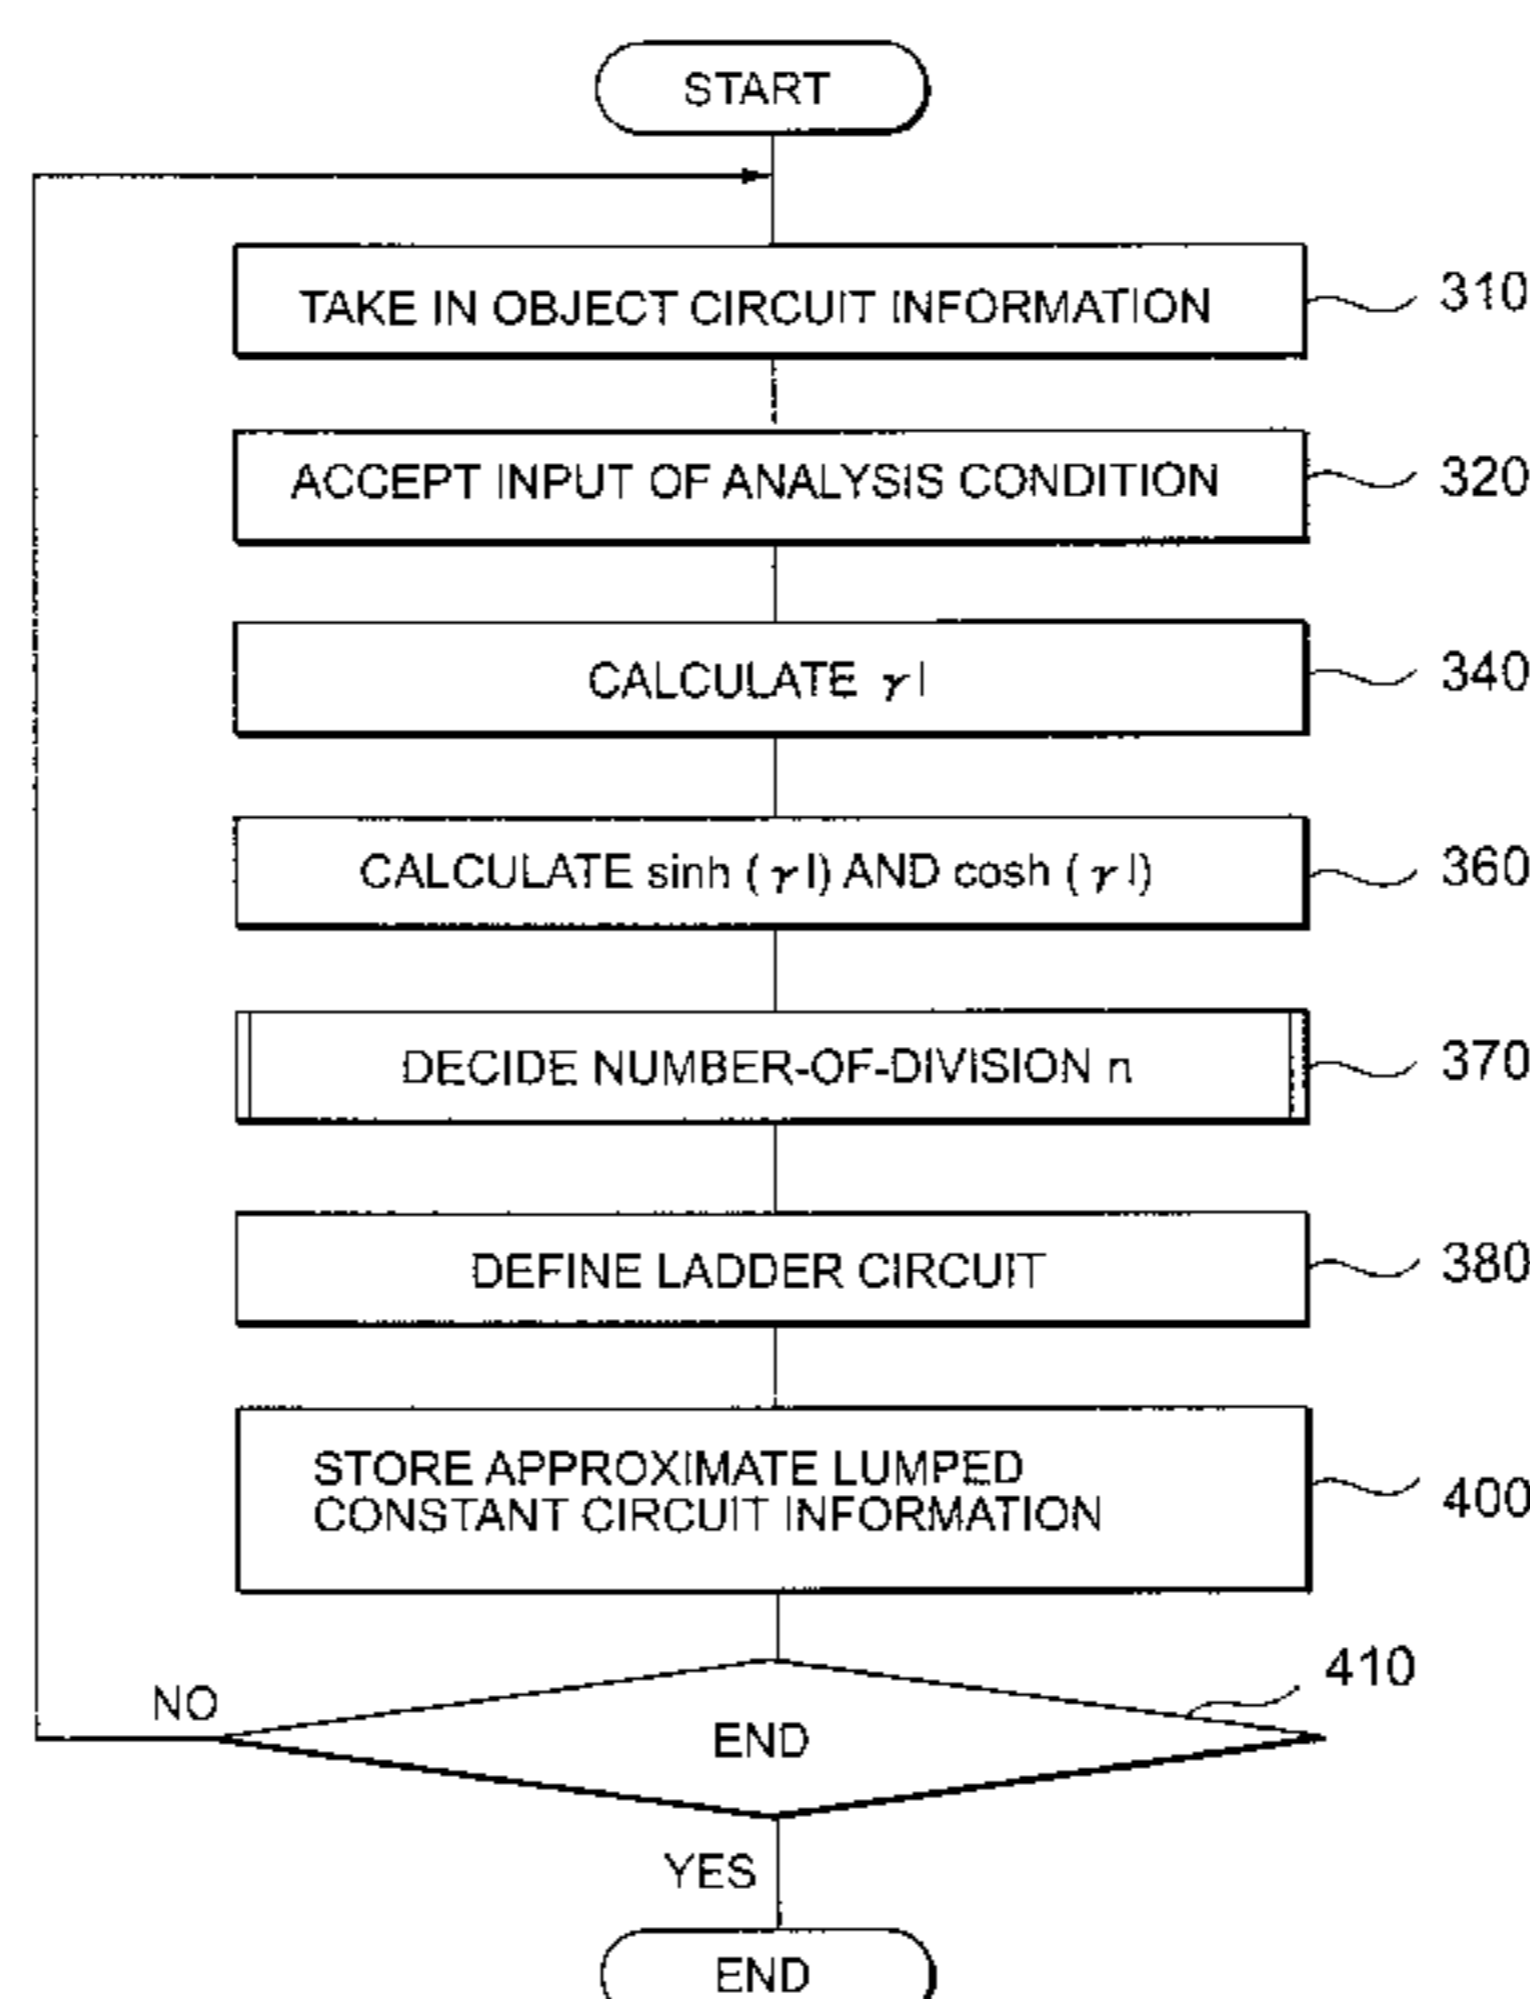 START
TAKE IN OBJECT CIRCUIT INFORMATION
310
ACCEPT INPUT OF ANALYSIS CONDITION
320
CALCULATE γl
340
CALCULATE sinh (γl) AND cosh (γl)
360
DECIDE NUMBER-OF-DIVISION n
370
DEFINE LADDER CIRCUIT
380
STORE APPROXIMATE LUMPED
CONSTANT CIRCUIT INFORMATION
400
410
NO
END
YES
END